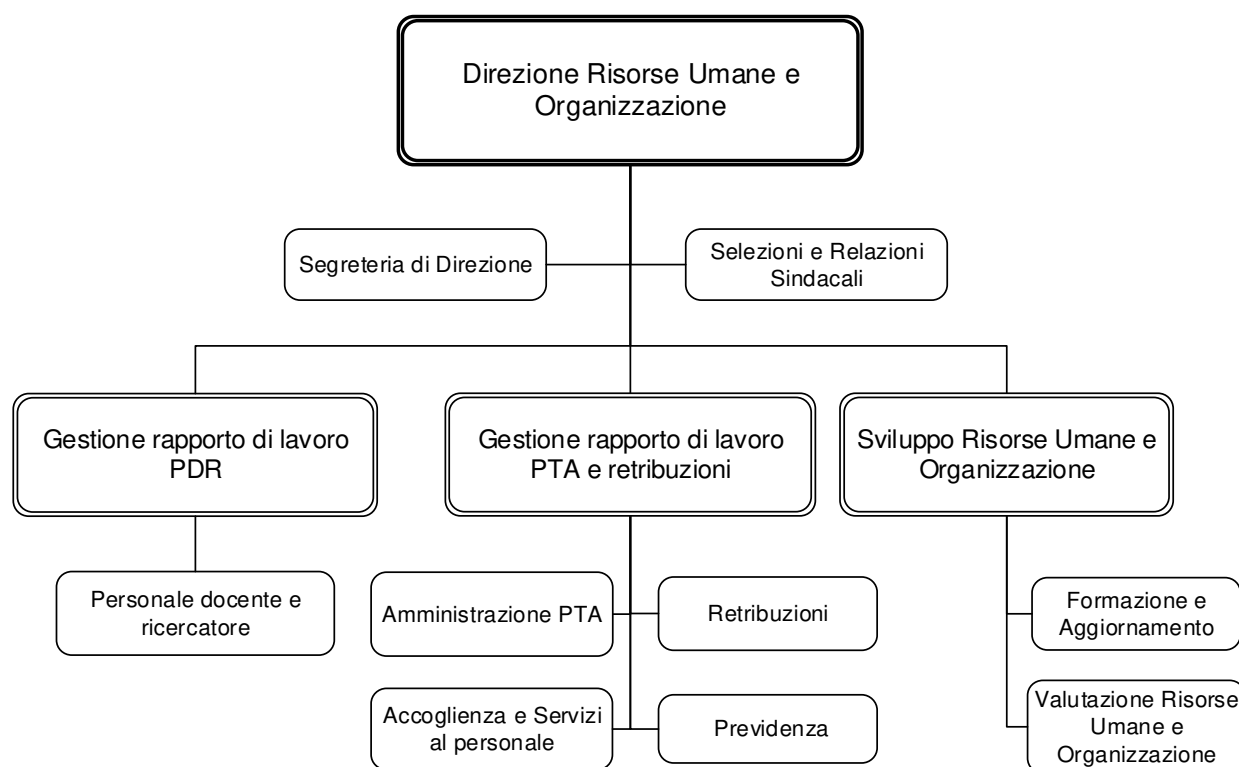 Direzione Risorse Umane e
Organizzazione
Segreteria di Direzione
Selezioni e Relazioni
Sindacali
Gestione rapporto di lavoro
PDR
Gestione rapporto di lavoro
PTA e retribuzioni
Sviluppo Risorse Umane e
Organizzazione
Personale docente e
ricercatore
Amministrazione PTA
Retribuzioni
Formazione e
Aggiornamento
Accoglienza e Servizi
al personale
Previdenza
Valutazione Risorse
Umane e
Organizzazione